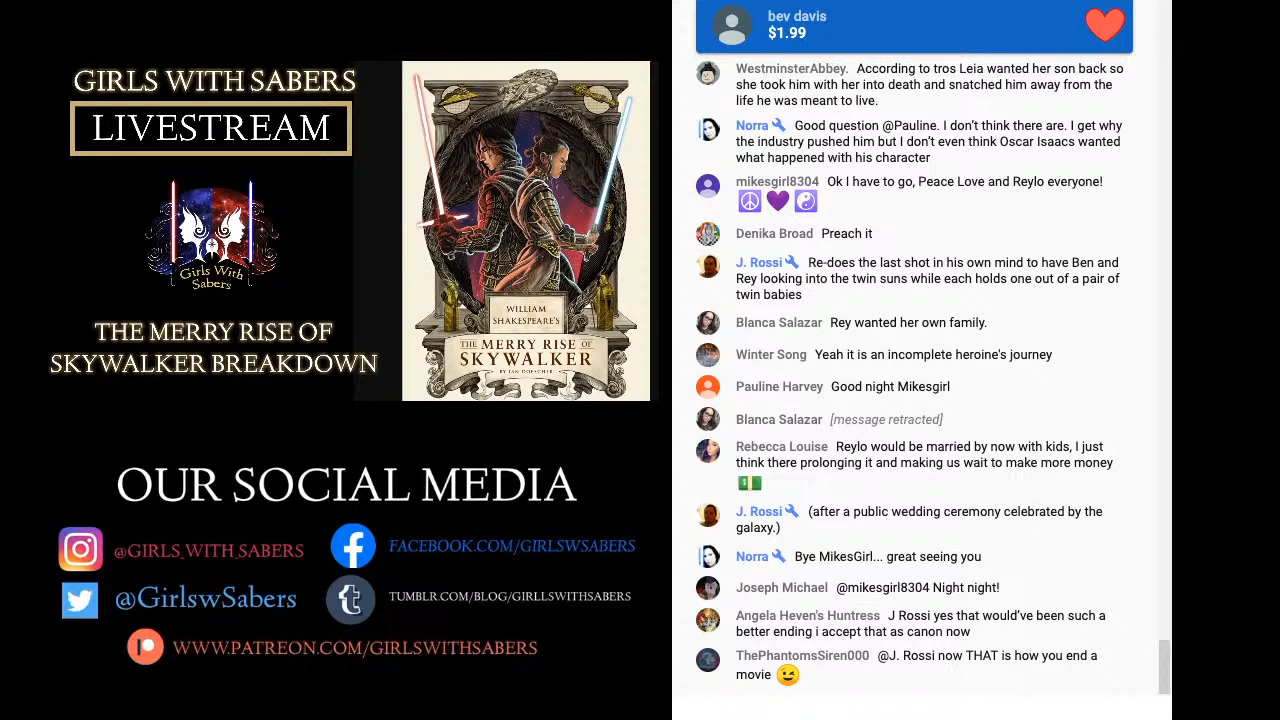 GIRLS WITH SABERS
LIVESTREAM
Girls With
Sabers
THE MERRY RISE OF
SKYWALKER BREAKDOWN
WILLIAM
SHAKESPEARE'S
THE MERRY RISE OF
SKYWALKER
BY IAN DOESCHER
OUR SOCIAL MEDIA
@GIRLS_WITH_SABERS
FACEBOOK.COM/GIRLSWSABERS
@GirlswSabers
TUMBLR.COM/BLOG/GIRLLSWITHSABERS
WWW.PATREON.COM/GIRLSWITHSABERS
bev davis
$1.99
WestminsterAbbey. According to tros Leia wanted her son back so
she took him with her into death and snatched him away from the
life he was meant to live.
Norra Good question @Pauline. I don't think there are. I get why
the industry pushed him but I don't even think Oscar Isaacs wanted
what happened with his character
mikesgirl8304 Ok I have to go, Peace Love and Reylo everyone!
☮💜☯
Denika Broad Preach it
J. Rossi Re-does the last shot in his own mind to have Ben and
Rey looking into the twin suns while each holds one out of a pair of
twin babies
Blanca Salazar Rey wanted her own family.
Winter Song Yeah it is an incomplete heroine's journey
Pauline Harvey Good night Mikesgirl
Blanca Salazar [message retracted]
Rebecca Louise Reylo would be married by now with kids, I just
think there prolonging it and making us wait to make more money
💵
J. Rossi (after a public wedding ceremony celebrated by the
galaxy.)
Norra Bye MikesGirl... great seeing you
Joseph Michael @mikesgirl8304 Night night!
Angela Heven's Huntress J Rossi yes that would've been such a
better ending i accept that as canon now
ThePhantomsSiren000 @J. Rossi now THAT is how you end a
movie 😉